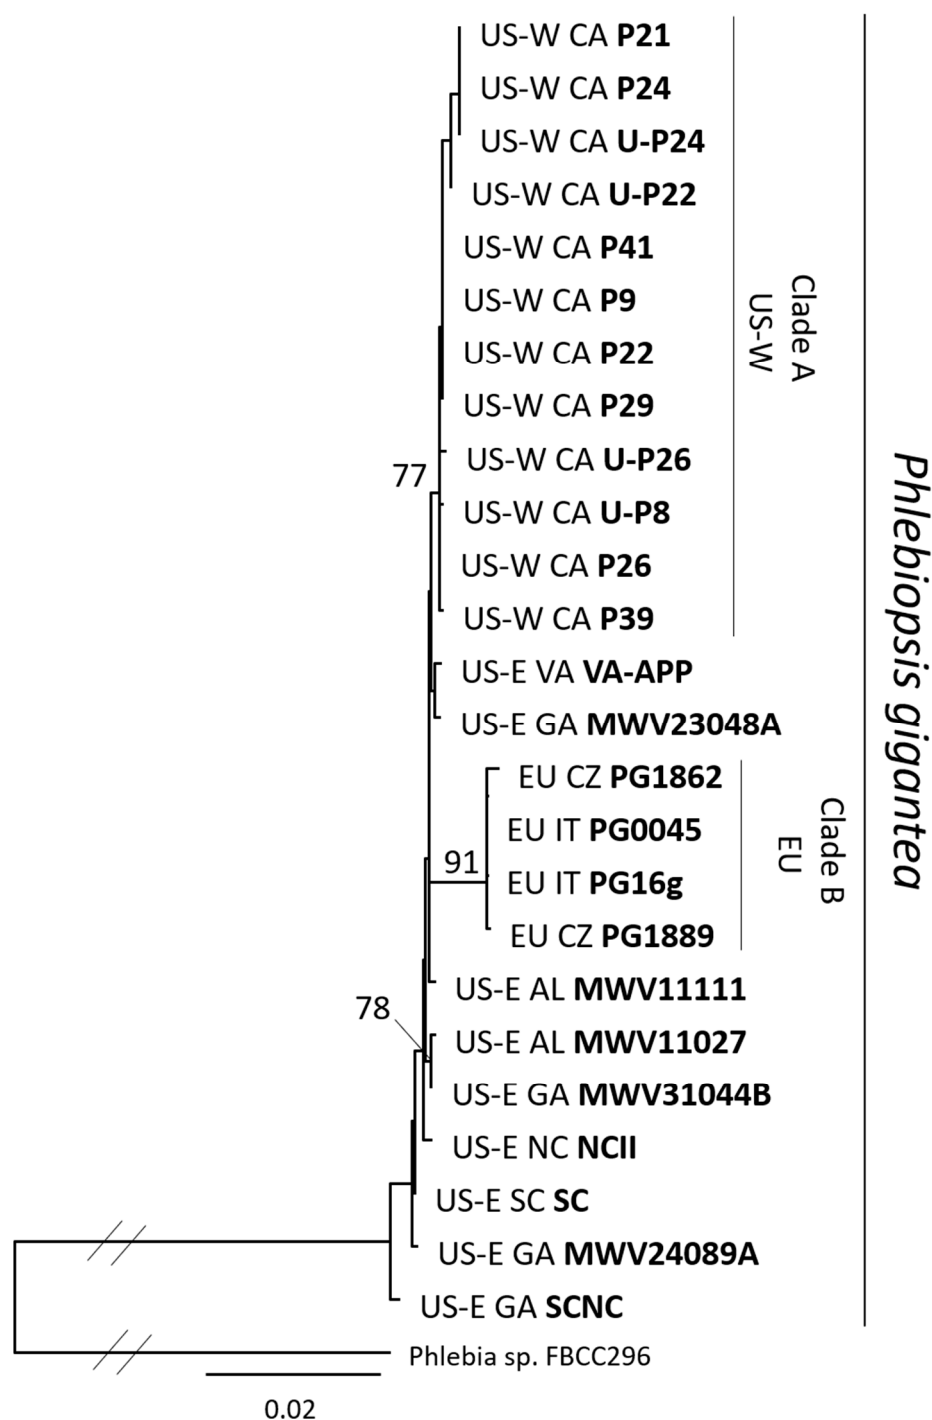 US-W CA P21
US-W CA P24
US-W CA U-P24
US-W CA U-P22
US-W CA P41
US-W CA P9
US-W CA P22
US-W CA P29
US-W CA U-P26
US-W CA U-P8
US-W CA P26
US-W CA P39
US-E VA VA-APP
US-E GA MWV23048A
EU CZ PG1862
EU IT PG0045
EU IT PG16g
EU CZ PG1889
US-E AL MWV11111
US-E AL MWV11027
US-E GA MWV31044B
US-E NC NCII
US-E SC SC
US-E GA MWV24089A
US-E GA SCNC
Phlebia sp. FBCC296
77
91
78
0.02
Clade A
US-W
Clade B
EU
Phlebiopsis gigantea